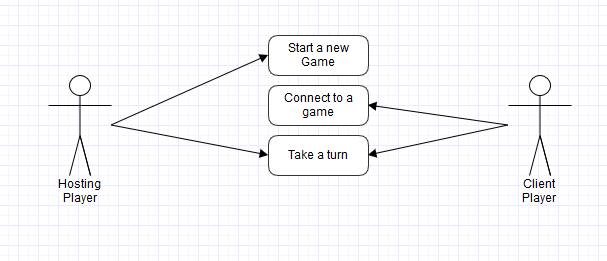 Start a new
Game
Connect to a
game
Take a turn
Hosting
Player
Client
Player